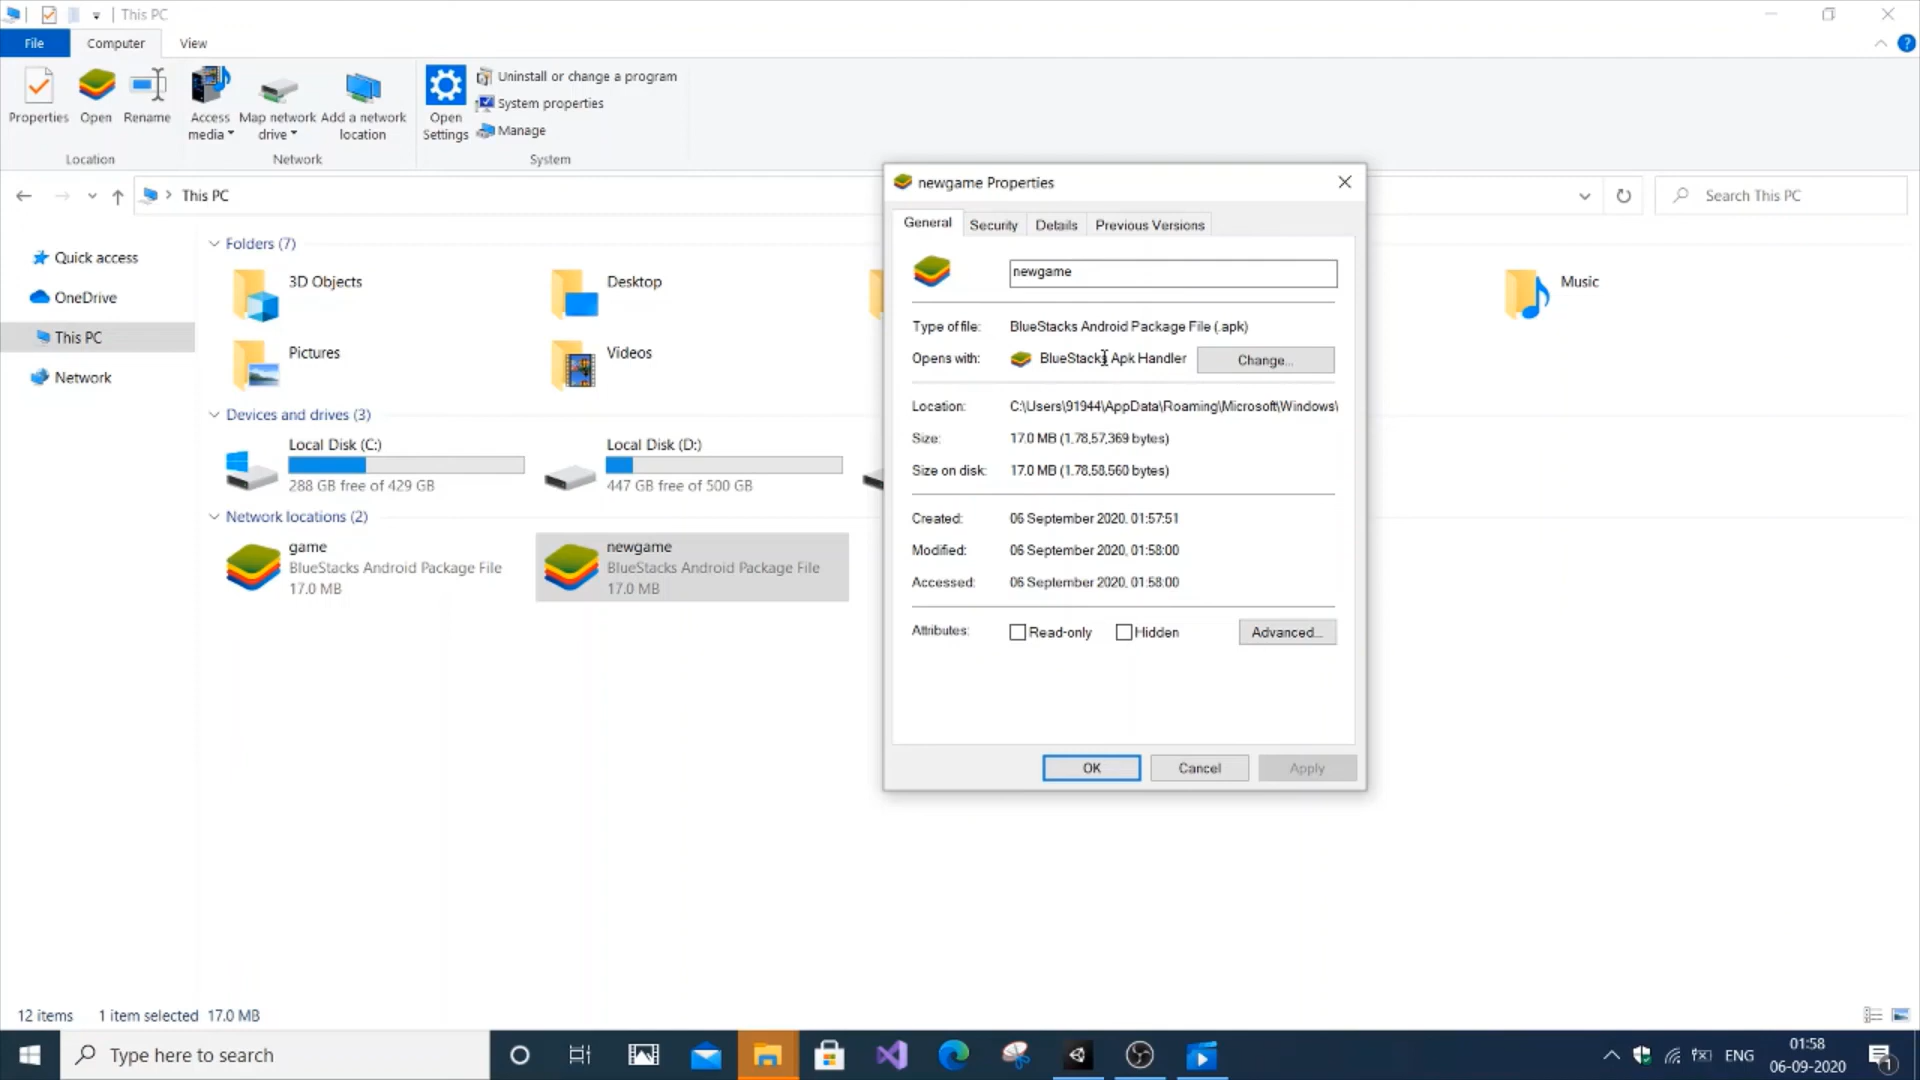 This PC
File
Computer
View
Properties
Open
Rename
Access media
Map network drive
Add a network location
Open Settings
Uninstall or change a program
System properties
Manage
Location
Network
System
This PC
Search This PC
Quick access
OneDrive
This PC
Network
Folders (7)
3D Objects
Desktop
Music
Pictures
Videos
Devices and drives (3)
Local Disk (C:)
288 GB free of 429 GB
Local Disk (D:)
447 GB free of 500 GB
Network locations (2)
game
BlueStacks Android Package File
17.0 MB
newgame
BlueStacks Android Package File
17.0 MB
newgame Properties
General
Security
Details
Previous Versions
newgame
Type of file: BlueStacks Android Package File (.apk)
Opens with: BlueStacks Apk Handler
Change...
Location: C:\Users\91944\AppData\Roaming\Microsoft\Windows\
Size: 17.0 MB (1,78,57,369 bytes)
Size on disk: 17.0 MB (1,78,58,560 bytes)
Created: 06 September 2020, 01:57:51
Modified: 06 September 2020, 01:58:00
Accessed: 06 September 2020, 01:58:00
Attributes: Read-only Hidden
Advanced...
OK
Cancel
Apply
12 items 1 item selected 17.0 MB
Type here to search
ENG
01:58
06-09-2020
1